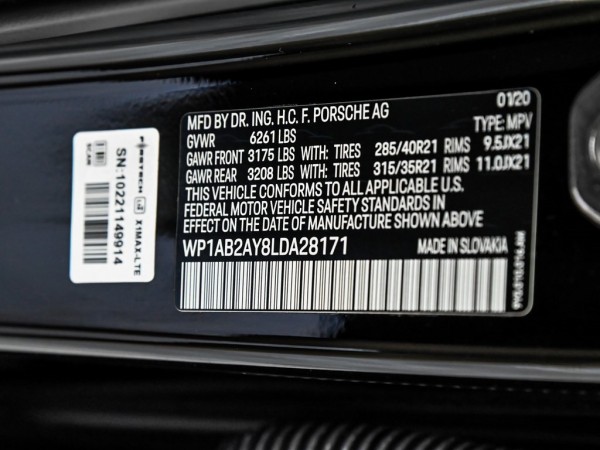 SCAN
SN:10221149914
X1MAX-LTE
01/20
MFD BY DR. ING. H.C. F. PORSCHE AG
GVWR 6261 LBS TYPE: MPV
GAWR FRONT 3175 LBS WITH: TIRES 285/40R21 RIMS 9.5JX21
GAWR REAR 3208 LBS WITH: TIRES 315/35R21 RIMS 11.0JX21
THIS VEHICLE CONFORMS TO ALL APPLICABLE U.S.
FEDERAL MOTOR VEHICLE SAFETY STANDARDS IN
EFFECT ON THE DATE OF MANUFACTURE SHOWN ABOVE
WP1AB2AY8LDA28171 MADE IN SLOVAKIA